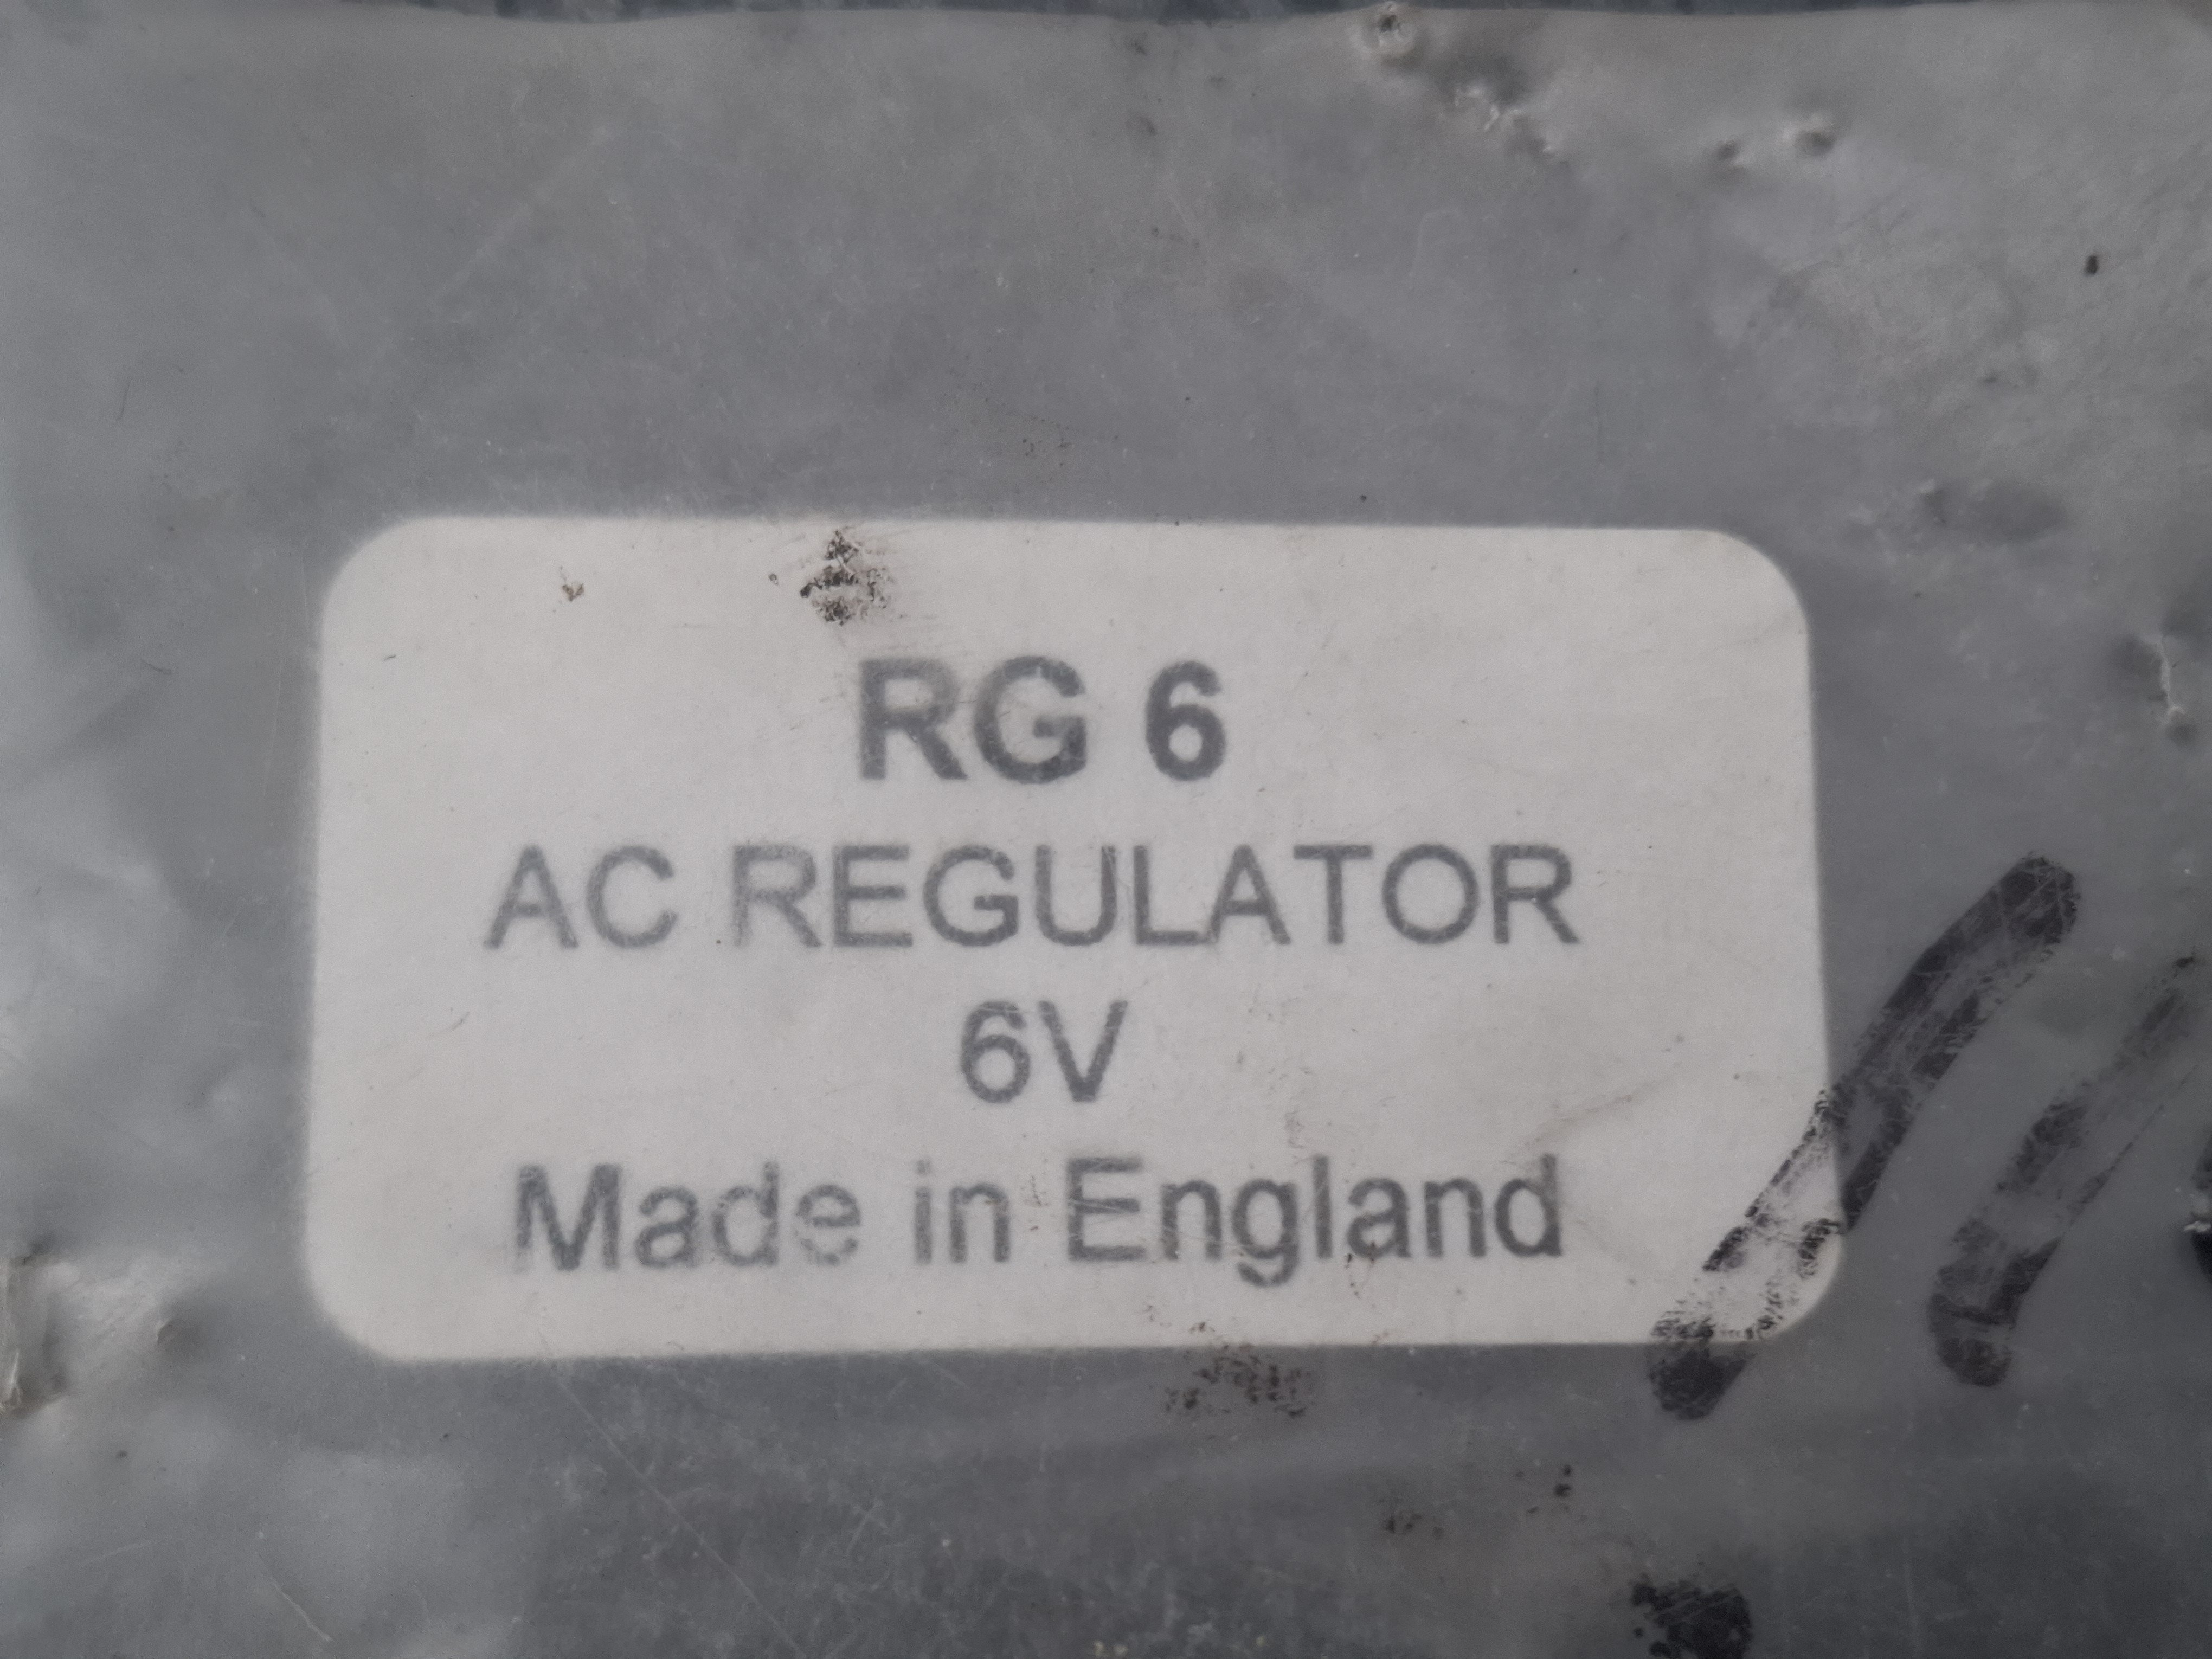 RG 6
AC REGULATOR
6V
Made in England